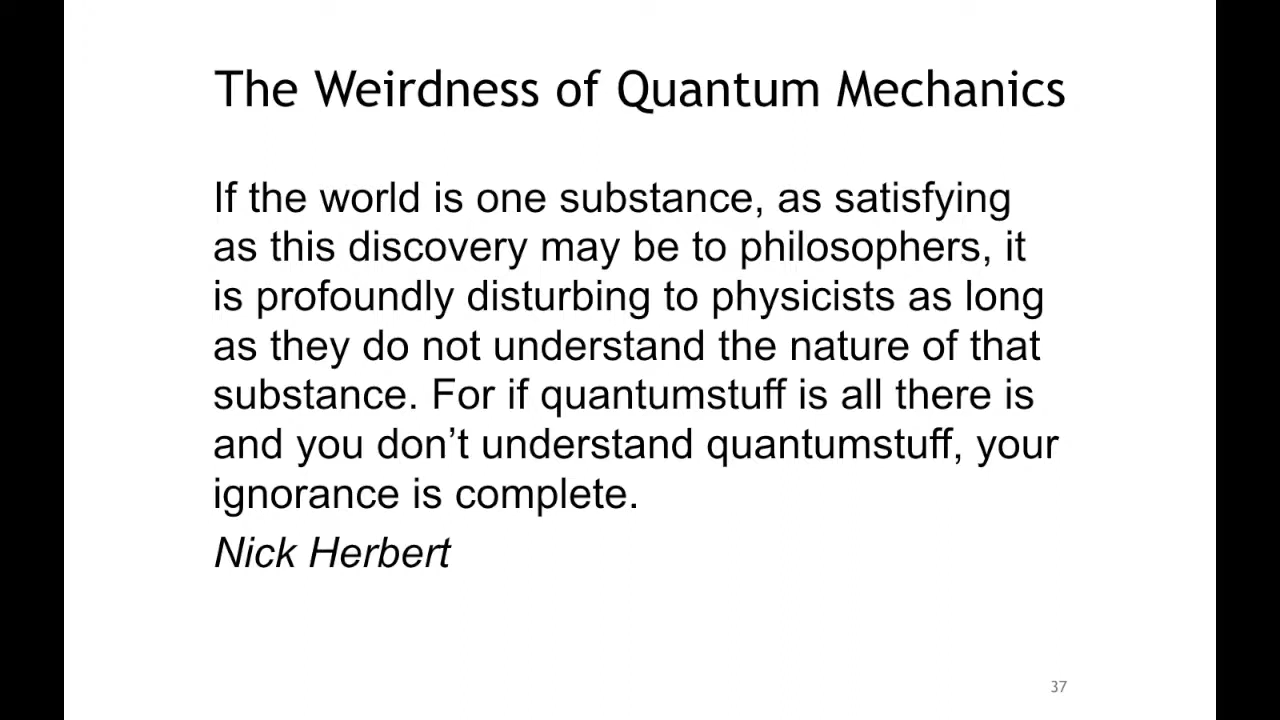 The Weirdness of Quantum Mechanics
If the world is one substance, as satisfying
as this discovery may be to philosophers, it
is profoundly disturbing to physicists as long
as they do not understand the nature of that
substance. For if quantumstuff is all there is
and you don’t understand quantumstuff, your
ignorance is complete.
Nick Herbert
37